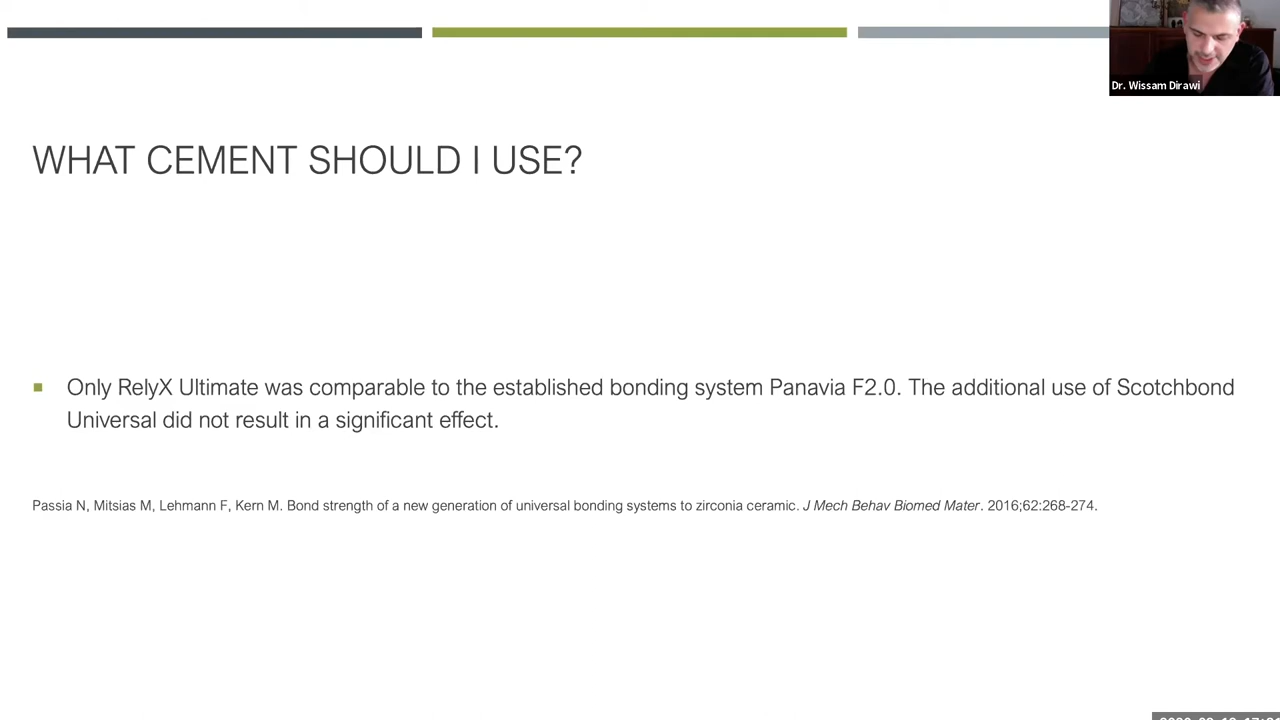 Dr. Wissam Dirawi
WHAT CEMENT SHOULD I USE?
Only RelyX Ultimate was comparable to the established bonding system Panavia F2.0. The additional use of Scotchbond
Universal did not result in a significant effect.
Passia N, Mitsias M, Lehmann F, Kern M. Bond strength of a new generation of universal bonding systems to zirconia ceramic. J Mech Behav Biomed Mater. 2016;62:268-274.